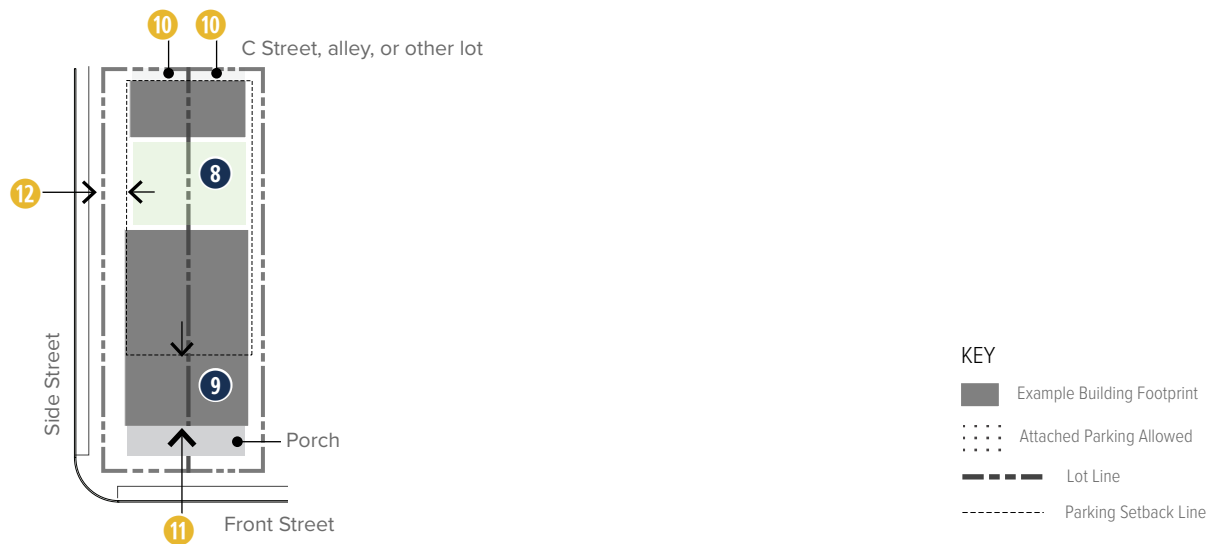 10
10
C Street, alley, or other lot
8
12
Side Street
9
Porch
11
Front Street
KEY
Example Building Footprint
Attached Parking Allowed
Lot Line
Parking Setback Line